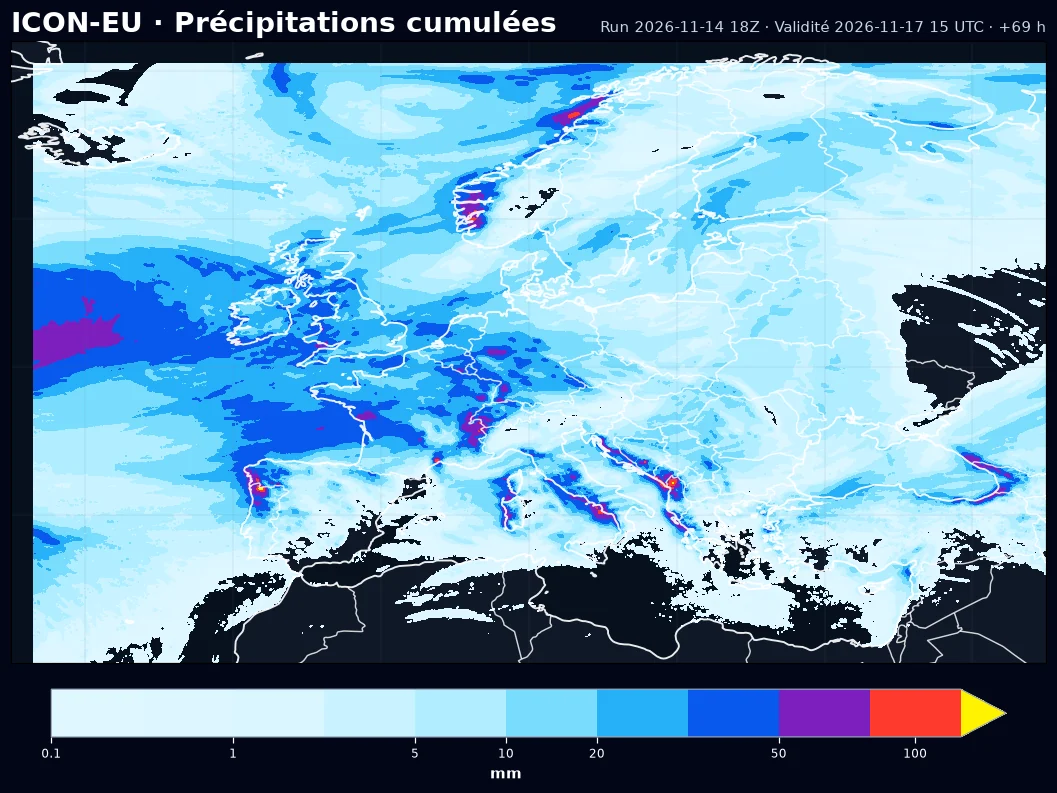 ICON-EU · Précipitations cumulées
Run 2026-11-14 18Z · Validité 2026-11-17 15 UTC · +69 h
0.1 1 5 10 20 50 100
mm